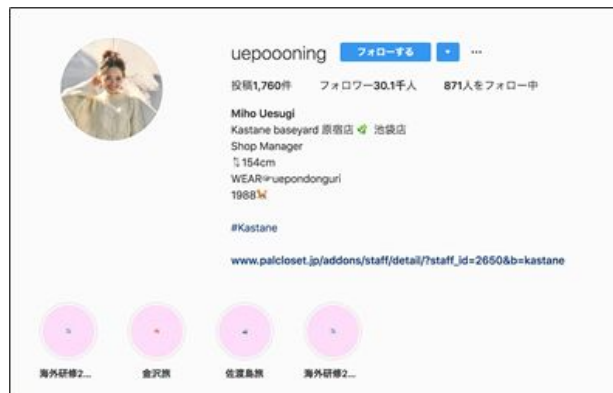 uepoooning フォローする ...
投稿1,760件 フォロワー30.1千人 871人をフォロー中
Miho Uesugi
Kastane baseyard 原宿店 🌿 池袋店
Shop Manager
⇅154cm
WEAR☞uepondonguri
1988🐕
#Kastane
www.palcloset.jp/addons/staff/detail/?staff_id=2650&b=kastane
海外研修2... 金沢旅 佐渡島旅 海外研修2...